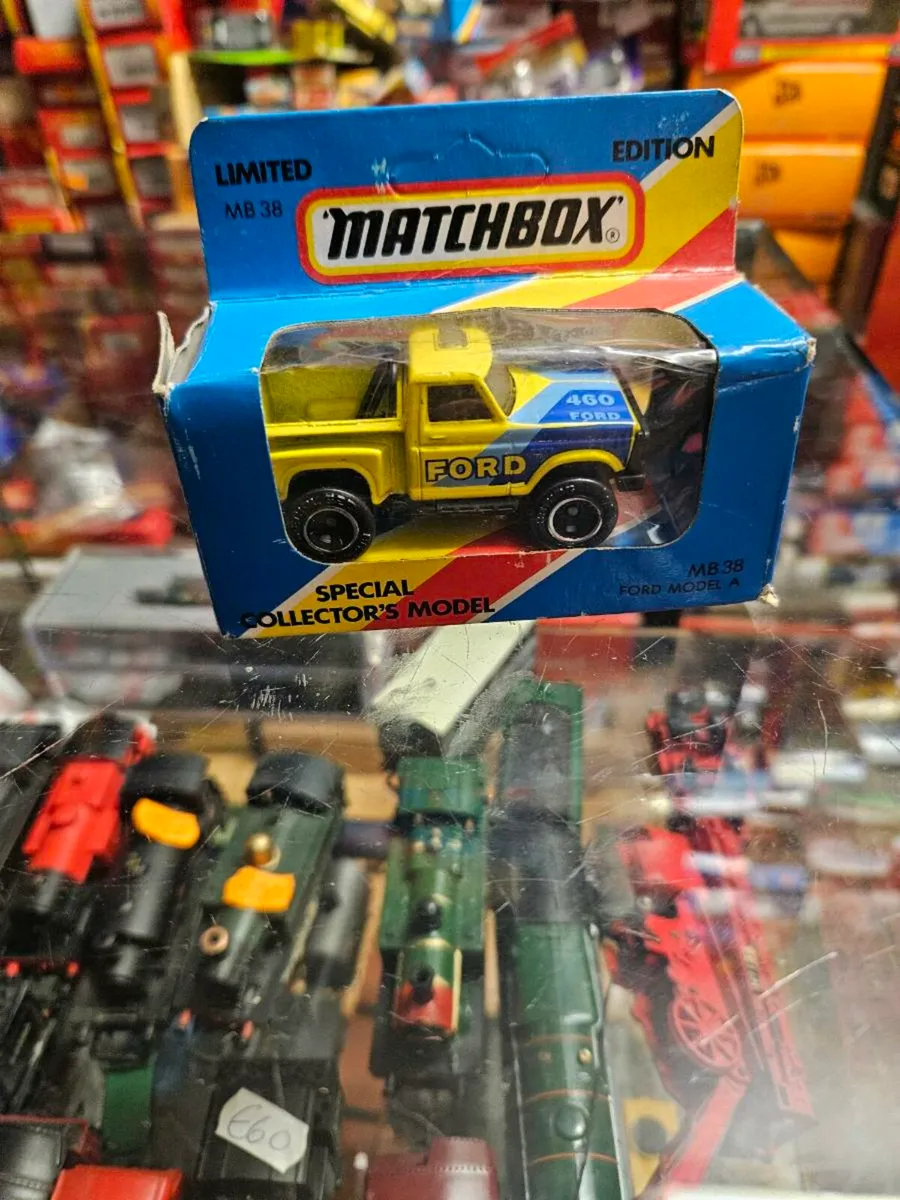 LIMITED
EDITION
MB 38
'MATCHBOX'®
460
FORD
FORD
SPECIAL
COLLECTOR'S MODEL
MB 38
FORD MODEL A
£60